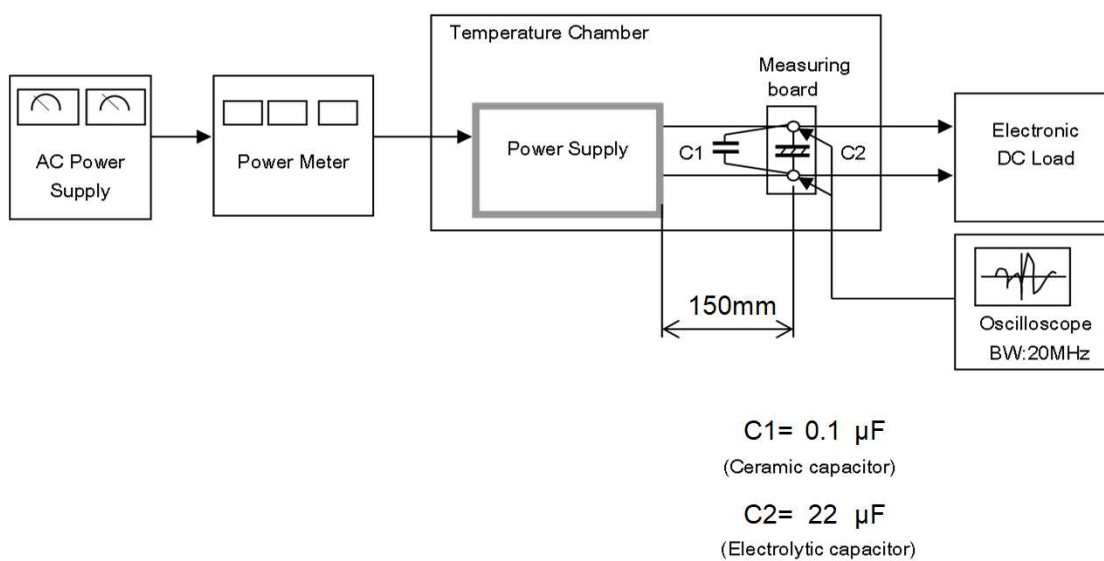 Temperature Chamber
AC Power
Supply
Power Meter
Power Supply
Measuring
board
C1
C2
Electronic
DC Load
150mm
Oscilloscope
BW:20MHz
C1= 0.1 µF
(Ceramic capacitor)
C2= 22 µF
(Electrolytic capacitor)